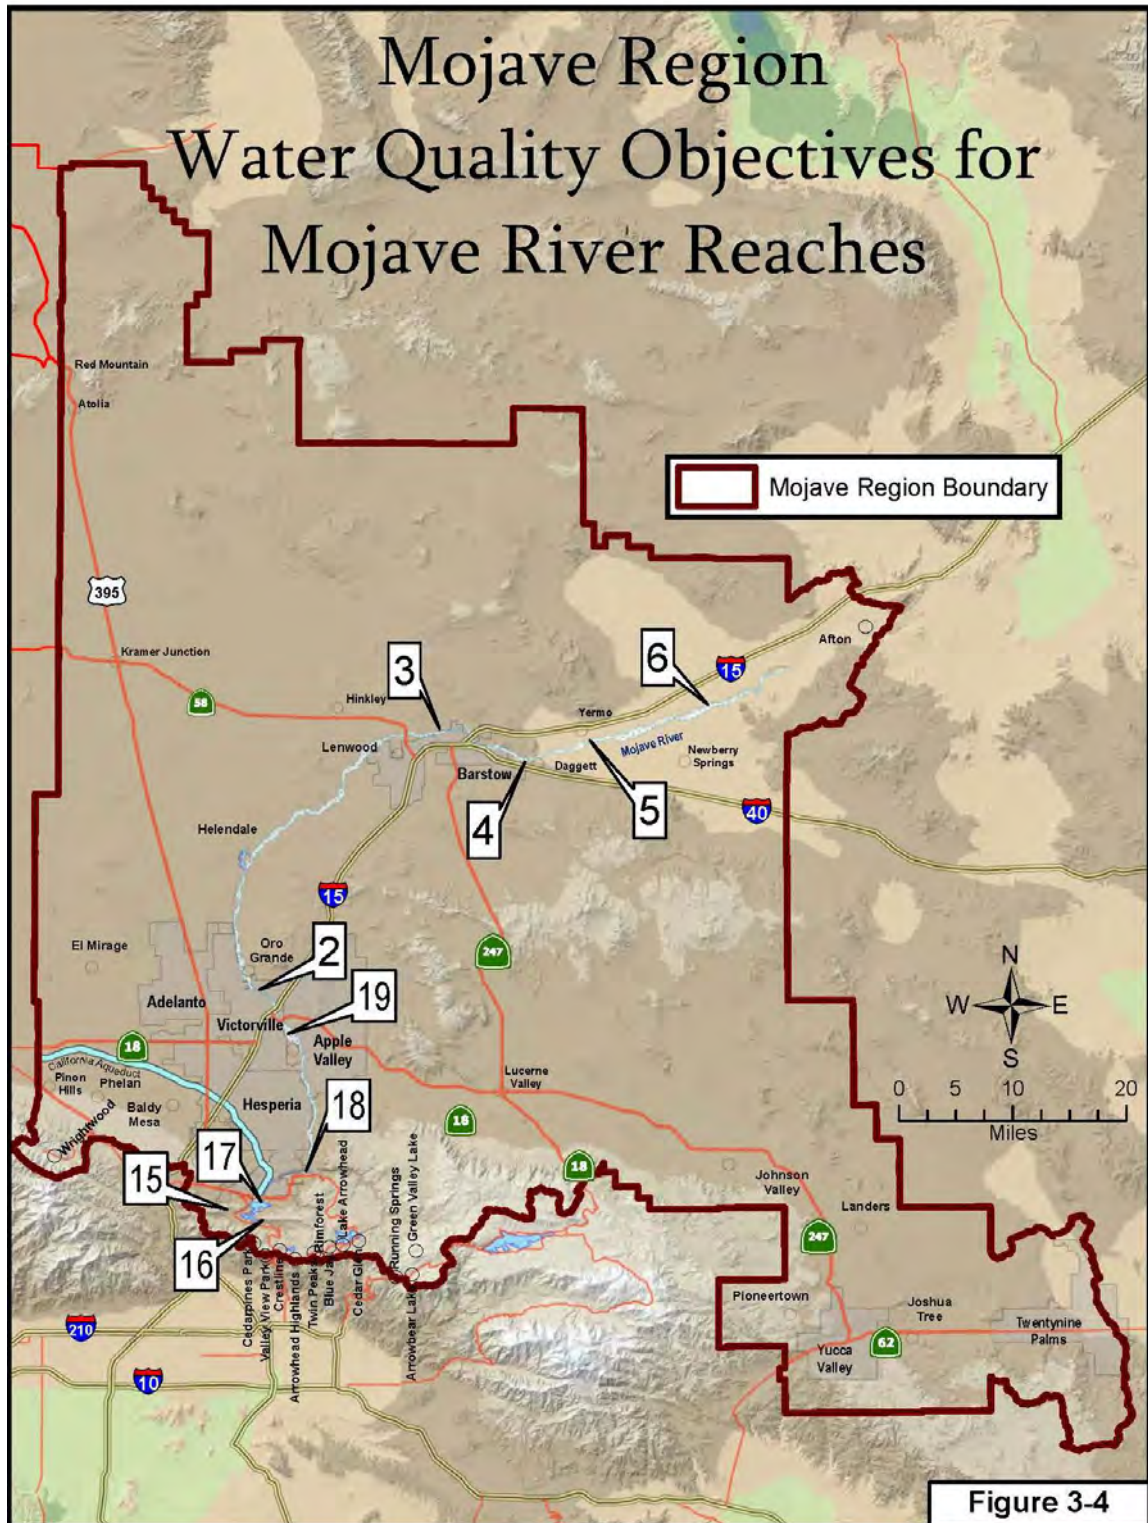 Mojave Region
Water Quality Objectives for
Mojave River Reaches
Red Mountain
Atolia
Mojave Region Boundary
395
Afton
Kramer Junction
3
6
15
58
Hinkley
Yermo
Lenwood
Mojave River
Newberry
Springs
Barstow
Daggett
4
5
40
Helendale
15
El Mirage
Oro
Grande
2
247
N
W
E
S
Adelanto
19
Victorville
Apple
Valley
18
California Aqueduct
Pinon
Hills
Phelan
Lucerne
Valley
0 5 10 20
Miles
Baldy
Mesa
Hesperia
18
18
Wrightwood
17
15
16
18
Johnson
Valley
Landers
247
Cedarpines Park
Valley View Park
Crestline
Arrowhead Highlands
Twin Peaks
Rimforest
Blue Jay
Lake Arrowhead
Cedar Glen
Running Springs
Arrowbear Lake
Green Valley Lake
Pioneertown
Joshua
Tree
Twentynine
Palms
210
62
Yucca
Valley
10
Figure 3-4